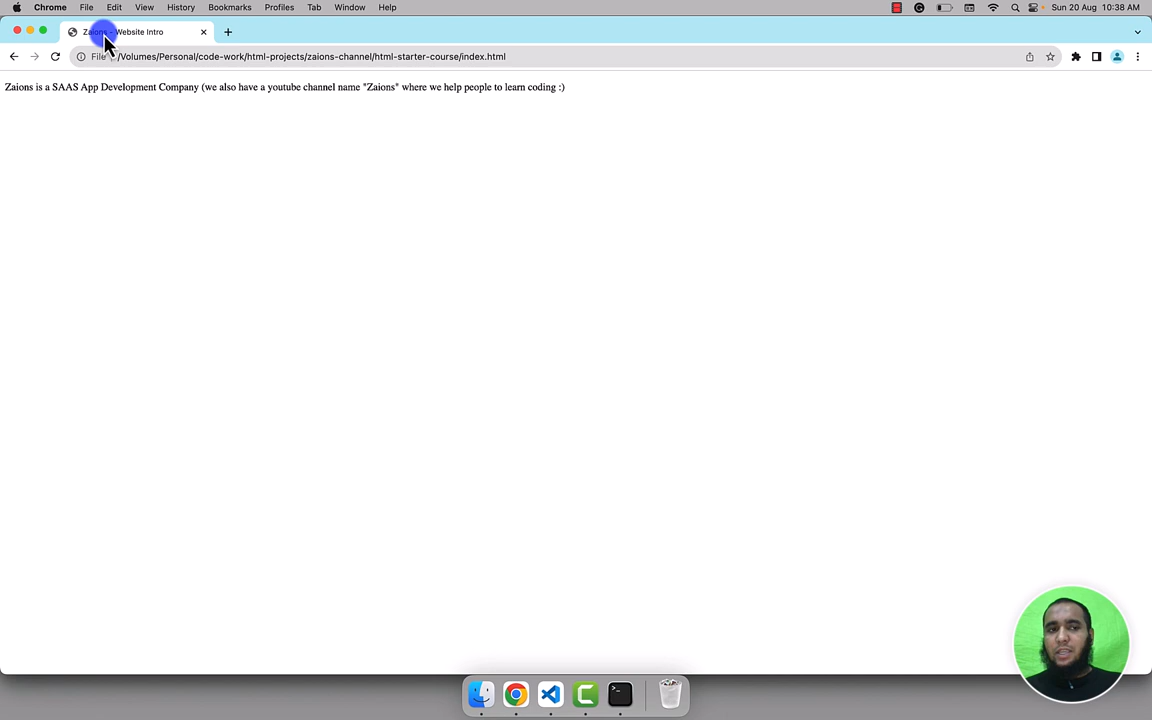 Chrome File Edit View History Bookmarks Profiles Tab Window Help Sun 20 Aug 10:38 AM
Zaions - Website Intro
File /Volumes/Personal/code-work/html-projects/zaions-channel/html-starter-course/index.html
Zaions is a SAAS App Development Company (we also have a youtube channel name "Zaions" where we help people to learn coding :)